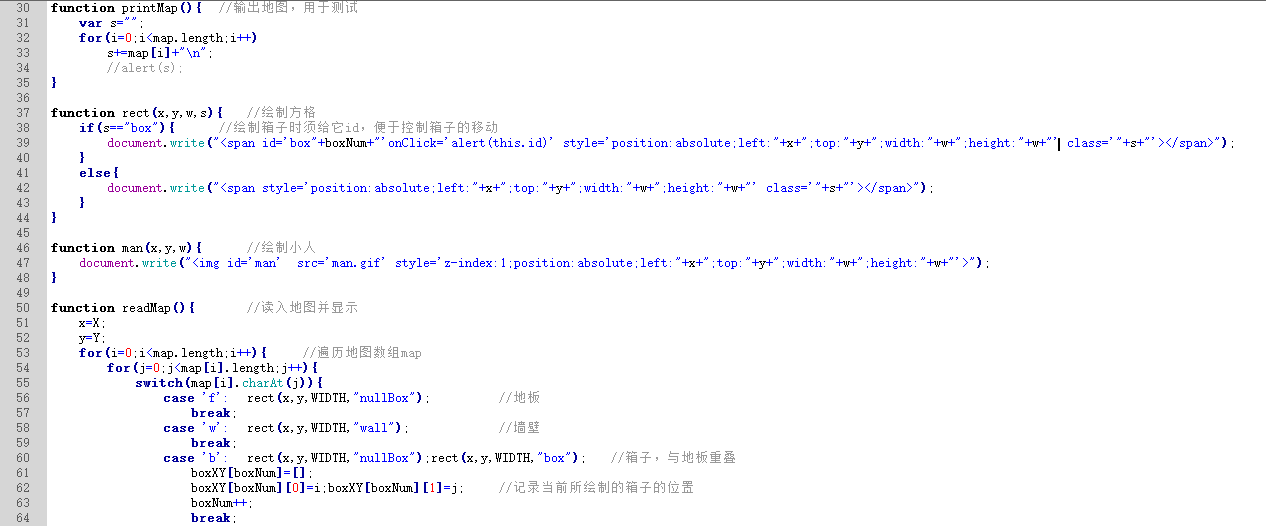 30 function printMap(){  //输出地图，用于测试
31     var s="";
32     for(i=0;i<map.length;i++)
33         s+=map[i]+"\n";
34         //alert(s);
35 }
36
37 function rect(x,y,w,s){   //绘制方格
38     if(s=="box"){      //绘制箱子时须给它id，便于控制箱子的移动
39         document.write("<span id='box"+boxNum+"'onClick='alert(this.id)' style='position:absolute;left:"+x+";top:"+y+";width:"+w+";height:"+w+"' class='"+s+"'></span>");
40     }
41     else{
42         document.write("<span style='position:absolute;left:"+x+";top:"+y+";width:"+w+";height:"+w+"' class='"+s+"'></span>");
43     }
44 }
45
46 function man(x,y,w){      //绘制小人
47     document.write("<img id='man'  src='man.gif' style='z-index:1;position:absolute;left:"+x+";top:"+y+";width:"+w+";height:"+w+"'>");
48 }
49
50 function readMap(){       //读入地图并显示
51     x=X;
52     y=Y;
53     for(i=0;i<map.length;i++){     //遍历地图数组map
54         for(j=0;j<map[i].length;j++){
55             switch(map[i].charAt(j)){
56                 case 'f':  rect(x,y,WIDTH,"nullBox");          //地板
57                     break;
58                 case 'w':  rect(x,y,WIDTH,"wall");             //墙壁
59                     break;
60                 case 'b':  rect(x,y,WIDTH,"nullBox");rect(x,y,WIDTH,"box");   //箱子，与地板重叠
61                     boxXY[boxNum]=[];
62                     boxXY[boxNum][0]=i;boxXY[boxNum][1]=j;     //记录当前所绘制的箱子的位置
63                     boxNum++;
64                     break;